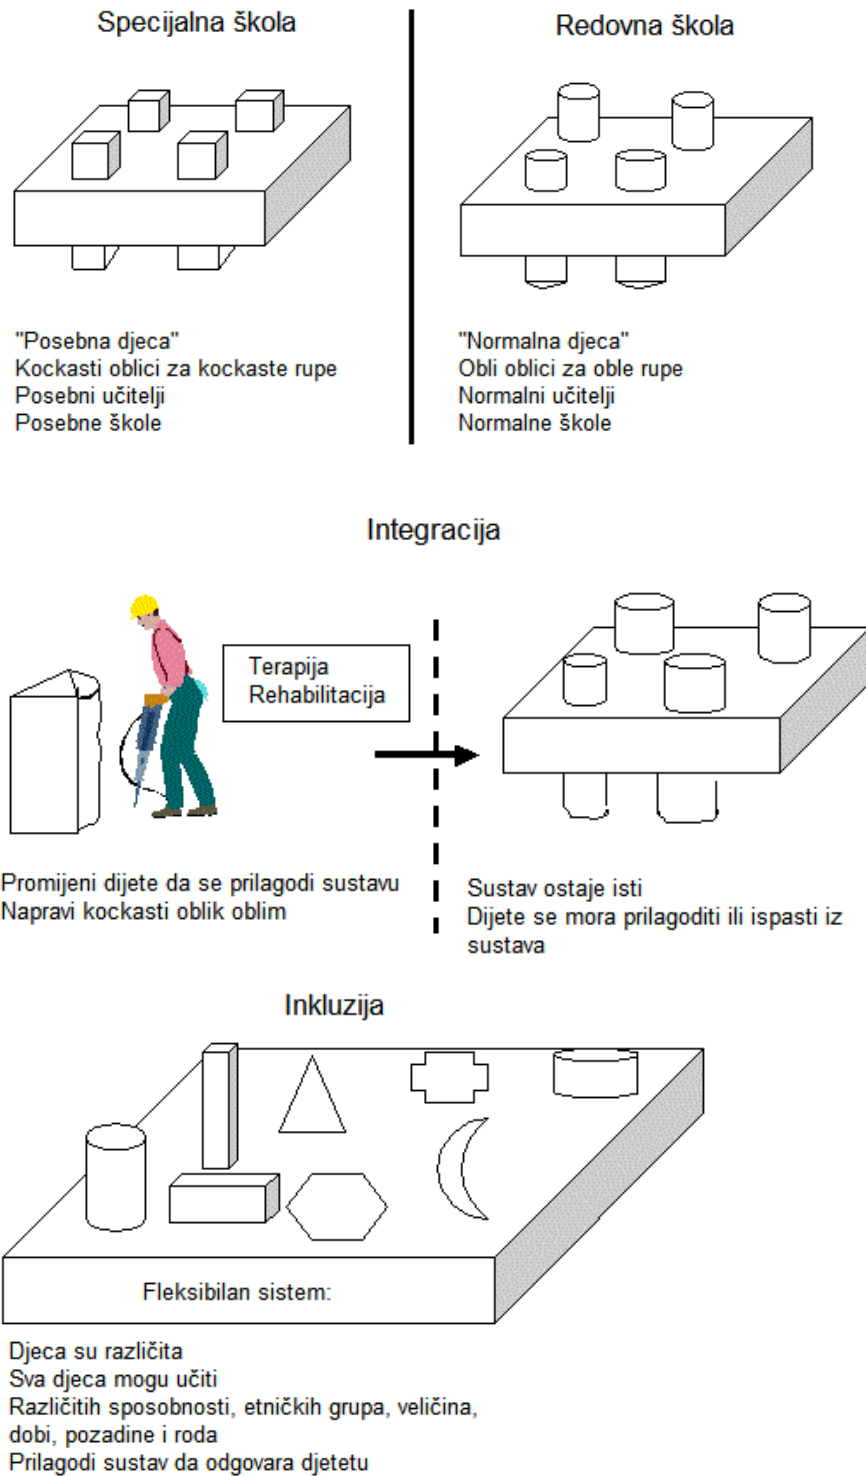 Specijalna škola
"Posebna djeca"
Kockasti oblici za kockaste rupe
Posebni učitelji
Posebne škole
Redovna škola
"Normalna djeca"
Obli oblici za oble rupe
Normalni učitelji
Normalne škole
Integracija
Terapija
Rehabilitacija
Promijeni dijete da se prilagodi sustavu
Napravi kockasti oblik oblim
Sustav ostaje isti
Dijete se mora prilagoditi ili ispasti iz
sustava
Inkluzija
Fleksibilan sistem:
Djeca su različita
Sva djeca mogu učiti
Različitih sposobnosti, etničkih grupa, veličina,
dobi, pozadine i roda
Prilagodi sustav da odgovara djetetu